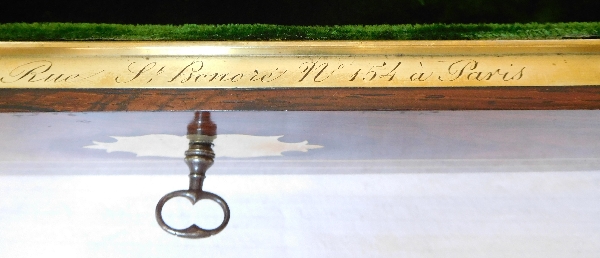 Rue St Honoré No 154 à Paris